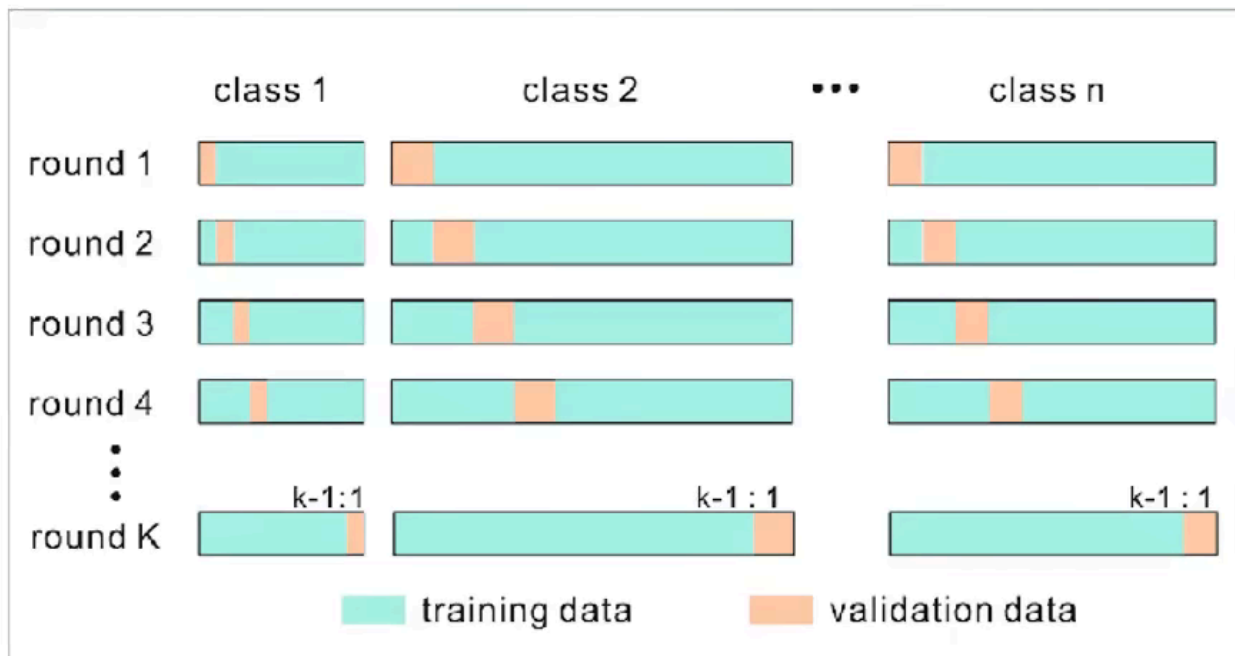 class 1 class 2 ••• class n
round 1
round 2
round 3
round 4
k-1:1 k-1 : 1 k-1 : 1
round K
training data validation data